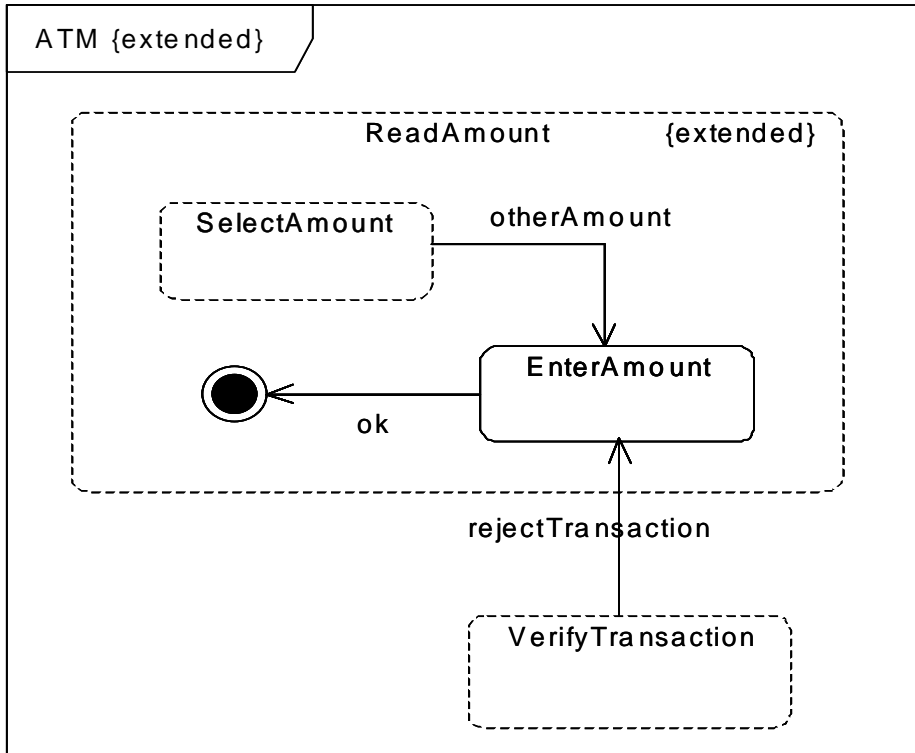 ATM {extended}
ReadAmount {extended}
SelectAmount
otherAmount
EnterAmount
ok
rejectTransaction
VerifyTransaction